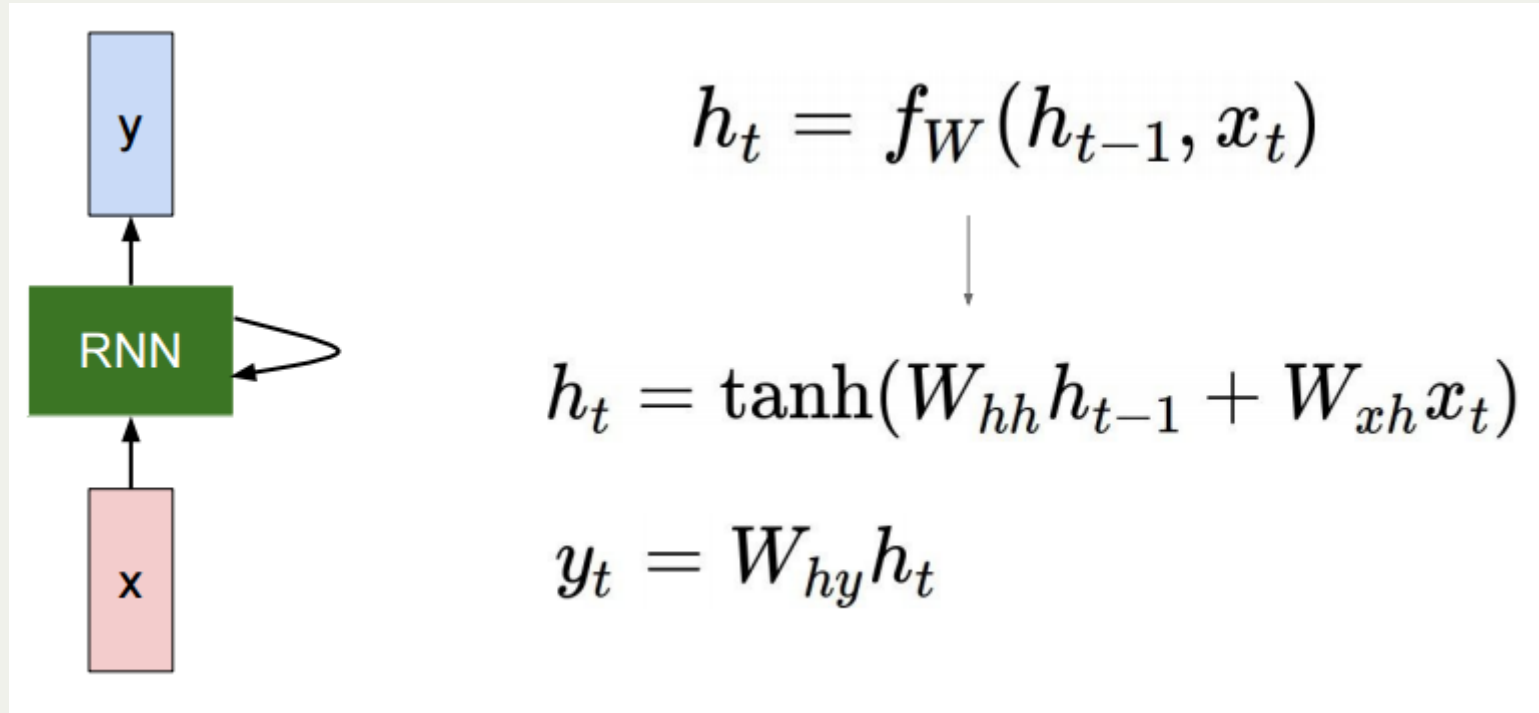 y
RNN
x
h_t = f_W(h_{t-1}, x_t)
h_t = tanh(W_{hh}h_{t-1} + W_{xh}x_t)
y_t = W_{hy}h_t